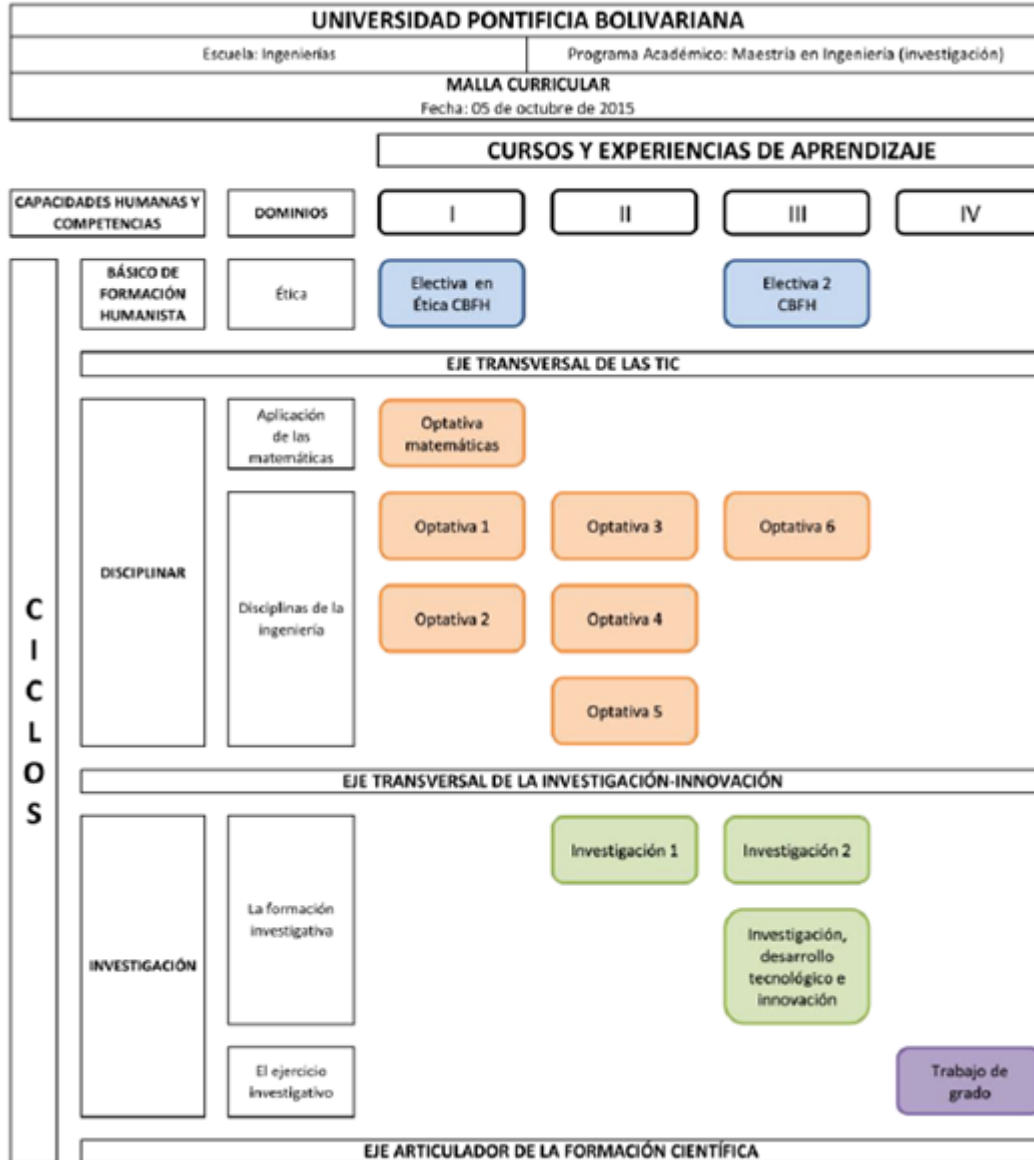 UNIVERSIDAD PONTIFICIA BOLIVARIANA
Escuela: Ingenierías
Programa Académico: Maestría en Ingeniería (investigación)
MALLA CURRICULAR
Fecha: 05 de octubre de 2015
CURSOS Y EXPERIENCIAS DE APRENDIZAJE
CAPACIDADES HUMANAS Y
COMPETENCIAS
DOMINIOS
I
II
III
IV
CICLOS
BÁSICO DE
FORMACIÓN
HUMANISTA
Ética
Electiva en
Ética CBFH
Electiva 2
CBFH
EJE TRANSVERSAL DE LAS TIC
DISCIPLINAR
Aplicación
de las
matemáticas
Optativa
matemáticas
Disciplinas de la
ingeniería
Optativa 1
Optativa 3
Optativa 6
Optativa 2
Optativa 4
Optativa 5
EJE TRANSVERSAL DE LA INVESTIGACIÓN-INNOVACIÓN
INVESTIGACIÓN
La formación
investigativa
Investigación 1
Investigación 2
Investigación,
desarrollo
tecnológico e
innovación
El ejercicio
investigativo
Trabajo de
grado
EJE ARTICULADOR DE LA FORMACIÓN CIENTÍFICA